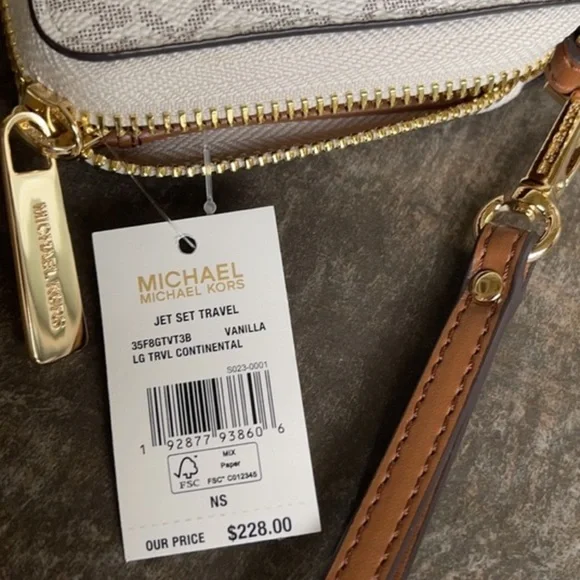 MICHAEL KORS
MICHAEL
MICHAEL KORS
JET SET TRAVEL
35F8GTVT3B VANILLA
LG TRVL CONTINENTAL
S023-0001
1 92877 93860 6
FSC
MIX
Paper
FSC™ C012345
NS
OUR PRICE $228.00